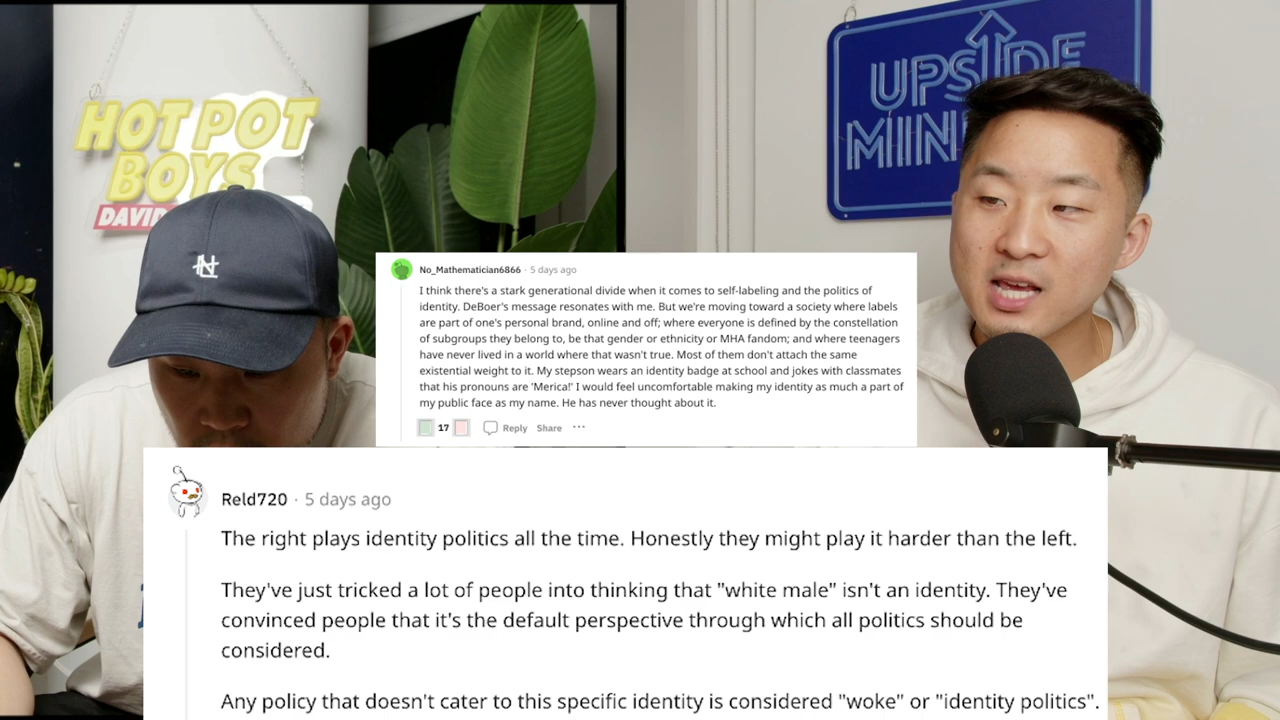 HOT POT
BOYS
DAVID
UPSIDE
MIN
No_Mathematician6866 · 5 days ago
I think there's a stark generational divide when it comes to self-labeling and the politics of
identity. DeBoer's message resonates with me. But we're moving toward a society where labels
are part of one's personal brand, online and off; where everyone is defined by the constellation
of subgroups they belong to, be that gender or ethnicity or MHA fandom; and where teenagers
have never lived in a world where that wasn't true. Most of them don't attach the same
existential weight to it. My stepson wears an identity badge at school and jokes with classmates
that his pronouns are 'Merica!' I would feel uncomfortable making my identity as much a part of
my public face as my name. He has never thought about it.
17 Reply Share ···
Reld720 · 5 days ago
The right plays identity politics all the time. Honestly they might play it harder than the left.
They've just tricked a lot of people into thinking that "white male" isn't an identity. They've
convinced people that it's the default perspective through which all politics should be
considered.
Any policy that doesn't cater to this specific identity is considered "woke" or "identity politics".